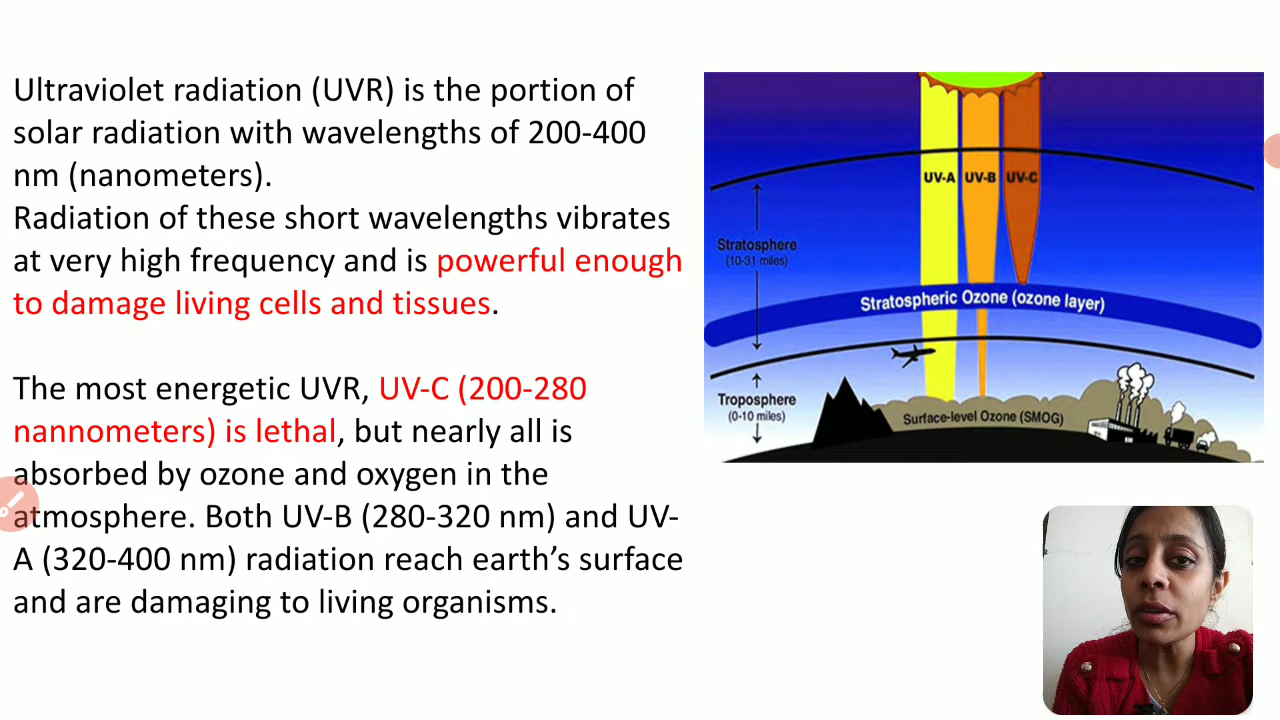 Ultraviolet radiation (UVR) is the portion of
solar radiation with wavelengths of 200-400
nm (nanometers).
Radiation of these short wavelengths vibrates
at very high frequency and is powerful enough
to damage living cells and tissues.
The most energetic UVR, UV-C (200-280
nannometers) is lethal, but nearly all is
absorbed by ozone and oxygen in the
atmosphere. Both UV-B (280-320 nm) and UV-
A (320-400 nm) radiation reach earth’s surface
and are damaging to living organisms.
UV-A UV-B UV-C
Stratosphere
(10-31 miles)
Stratospheric Ozone (ozone layer)
Troposphere
(0-10 miles)
Surface-level Ozone (SMOG)